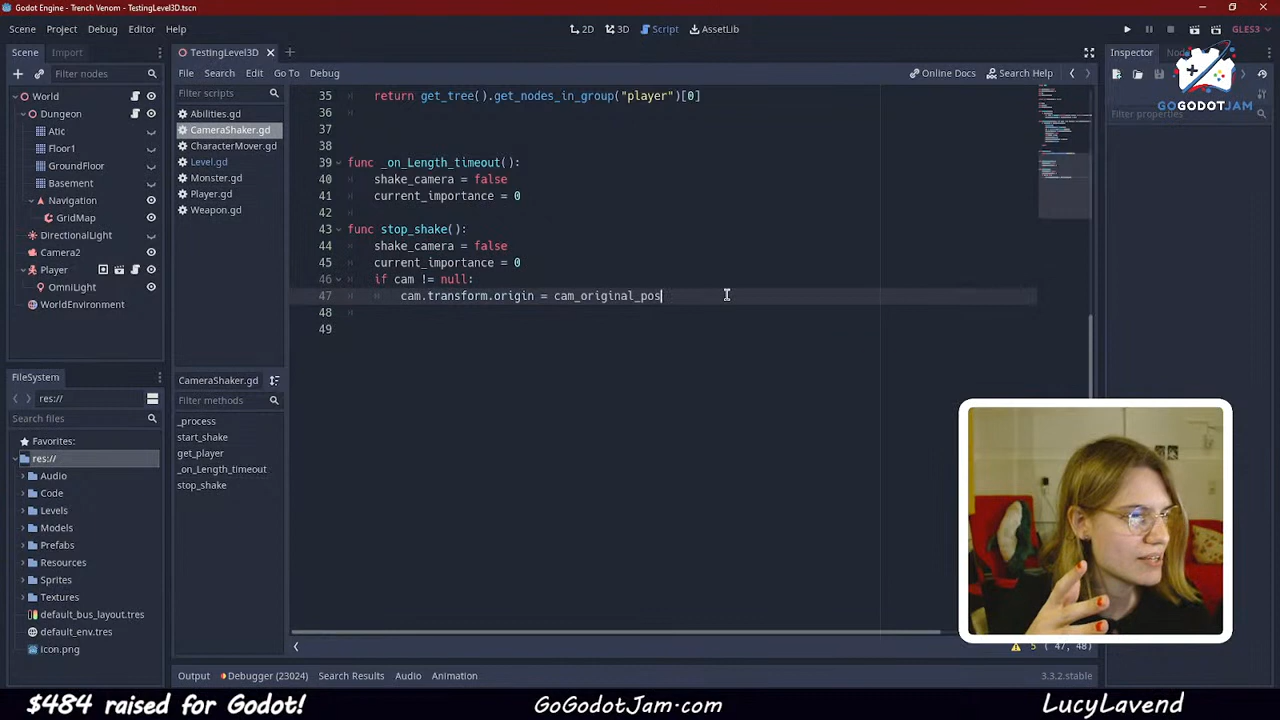 Godot Engine - Trench Venom - TestingLevel3D.tscn
Scene Project Debug Editor Help
2D 3D Script AssetLib
GLES3
Scene Import
Filter nodes
World
Dungeon
Atic
Floor1
GroundFloor
Basement
Navigation
GridMap
DirectionalLight
Camera2
Player
OmniLight
WorldEnvironment
FileSystem
res://
Search files
Favorites:
res://
Audio
Code
Levels
Models
Prefabs
Resources
Sprites
Textures
default_bus_layout.tres
default_env.tres
icon.png
TestingLevel3D
File Search Edit Go To Debug
Online Docs Search Help
Filter scripts
Abilities.gd
CameraShaker.gd
CharacterMover.gd
Level.gd
Monster.gd
Player.gd
Weapon.gd
CameraShaker.gd
Filter methods
_process
start_shake
get_player
_on_Length_timeout
stop_shake
35 return get_tree().get_nodes_in_group("player")[0]
36
37
38
39 func _on_Length_timeout():
40 shake_camera = false
41 current_importance = 0
42
43 func stop_shake():
44 shake_camera = false
45 current_importance = 0
46 if cam != null:
47 cam.transform.origin = cam_original_pos
48
49
5 ( 47, 48)
Output Debugger (23024) Search Results Audio Animation
3.3.2.stable
Inspector
GOGODOTJAM
Filter properties
$484 raised for Godot!
GoGodotJam.com
LucyLavend